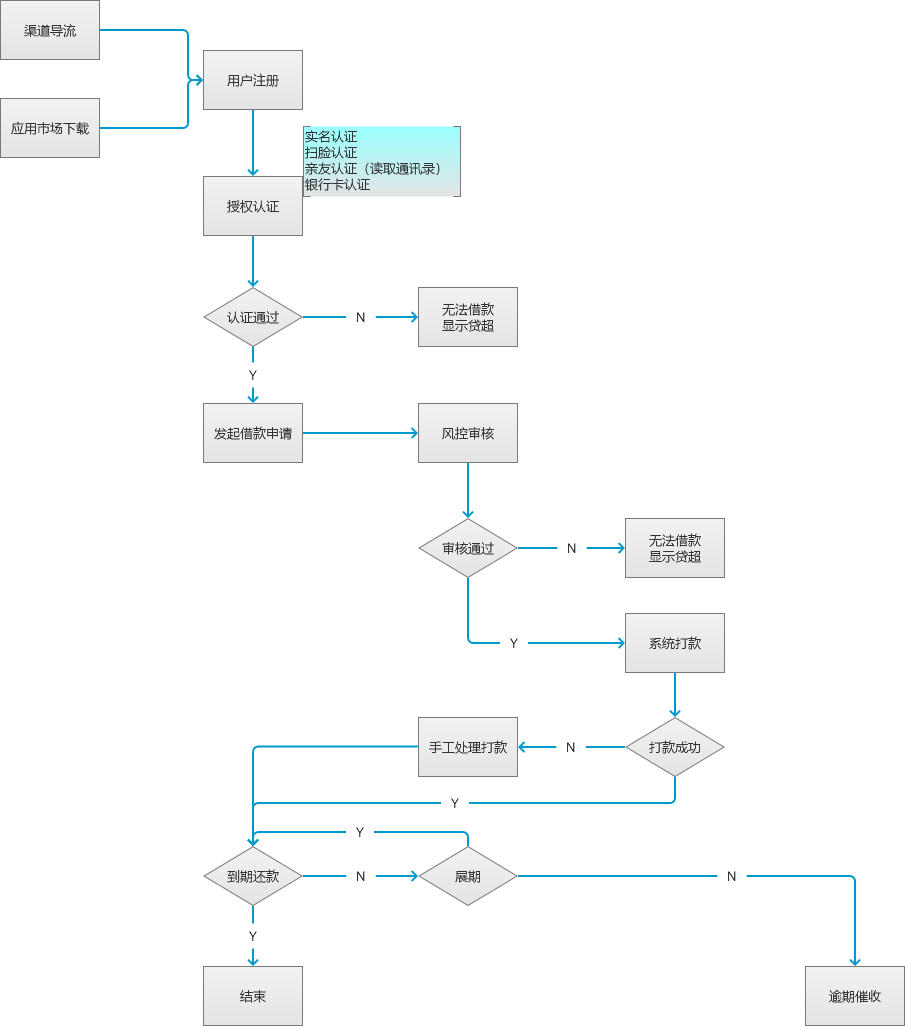 渠道导流
用户注册
应用市场下载
实名认证
扫脸认证
亲友认证（读取通讯录）
银行卡认证
授权认证
认证通过
N
无法借款
显示贷超
Y
发起借款申请
风控审核
审核通过
N
无法借款
显示贷超
Y
系统打款
手工处理打款
N
打款成功
Y
Y
到期还款
N
展期
N
Y
结束
逾期催收